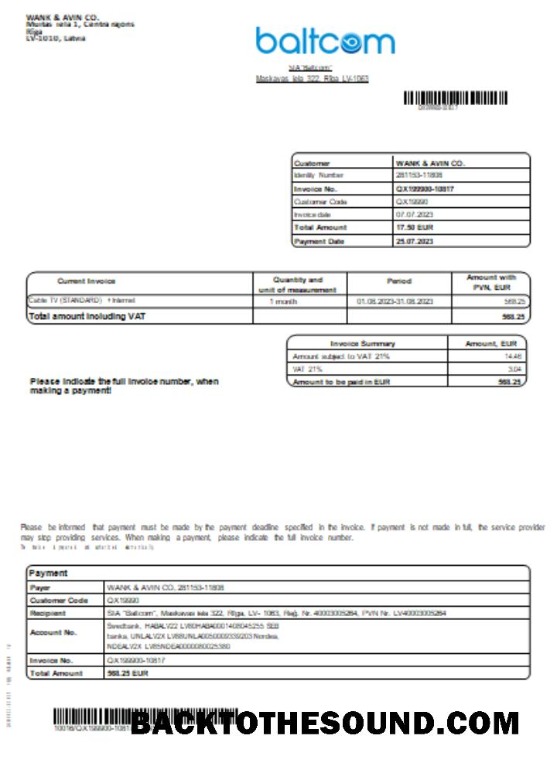 WANK & AVIN CO.
Muitas iela 1, Centra rajons
Rīga
LV-1010, Latvia
baltcom
SIA "Baltcom"
Maskavas iela 322, Rīga LV-1063
Customer WANK & AVIN CO.
Identity Number 281153-11808
Invoice No. QX199900-10817
Customer Code QX19990
Invoice date 07.07.2023
Total Amount 17.50 EUR
Payment Date 25.07.2023
Current Invoice Quantity and unit of measurement Period Amount with PVN, EUR
Cable TV (STANDARD) + Internet 1 month 01.08.2023-31.08.2023 568.25
Total amount including VAT 568.25
Invoice Summary Amount, EUR
Amount subject to VAT 21% 14.46
VAT 21% 3.04
Amount to be paid in EUR 568.25
Please indicate the full invoice number, when
making a payment!
Please be informed that payment must be made by the payment deadline specified in the invoice. If payment is not made in full, the service provider
may stop providing services. When making a payment, please indicate the full invoice number.
Payment
Payer WANK & AVIN CO. 281153-11808
Customer Code QX19990
Recipient SIA "Baltcom", Maskavas iela 322, Rīga, LV- 1063, Reģ. Nr. 40003005264, PVN Nr. LV40003005264
Account No. Swedbank, HABALV22 LV80HABA0001408045255 SEB
banka, UNLALV2X LV88UNLA0050009339203 Nordea,
NDEALV2X LV85NDEA0000080025380
Invoice No. QX199900-10817
Total Amount 568.25 EUR
BACKTOTHESOUND.COM